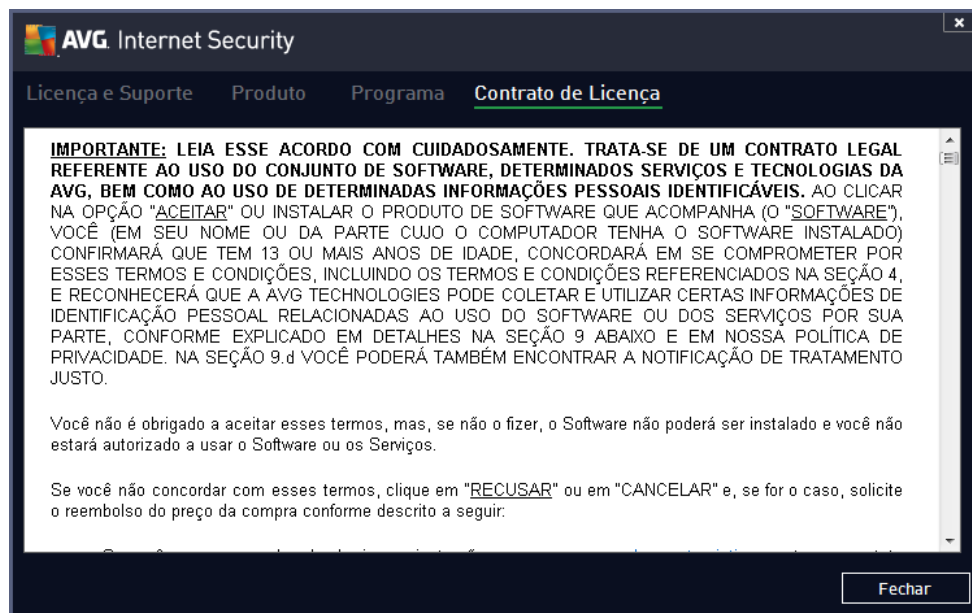 AVG. Internet Security
Licença e Suporte Produto Programa Contrato de Licença
IMPORTANTE: LEIA ESSE ACORDO COM CUIDADOSAMENTE. TRATA-SE DE UM CONTRATO LEGAL
REFERENTE AO USO DO CONJUNTO DE SOFTWARE, DETERMINADOS SERVIÇOS E TECNOLOGIAS DA
AVG, BEM COMO AO USO DE DETERMINADAS INFORMAÇÕES PESSOAIS IDENTIFICÁVEIS. AO CLICAR
NA OPÇÃO "ACEITAR" OU INSTALAR O PRODUTO DE SOFTWARE QUE ACOMPANHA (O "SOFTWARE"),
VOCÊ (EM SEU NOME OU DA PARTE CUJO O COMPUTADOR TENHA O SOFTWARE INSTALADO)
CONFIRMARÁ QUE TEM 13 OU MAIS ANOS DE IDADE, CONCORDARÁ EM SE COMPROMETER POR
ESSES TERMOS E CONDIÇÕES, INCLUINDO OS TERMOS E CONDIÇÕES REFERENCIADOS NA SEÇÃO 4,
E RECONHECERÁ QUE A AVG TECHNOLOGIES PODE COLETAR E UTILIZAR CERTAS INFORMAÇÕES DE
IDENTIFICAÇÃO PESSOAL RELACIONADAS AO USO DO SOFTWARE OU DOS SERVIÇOS POR SUA
PARTE, CONFORME EXPLICADO EM DETALHES NA SEÇÃO 9 ABAIXO E EM NOSSA POLÍTICA DE
PRIVACIDADE. NA SEÇÃO 9.d VOCÊ PODERÁ TAMBÉM ENCONTRAR A NOTIFICAÇÃO DE TRATAMENTO
JUSTO.
Você não é obrigado a aceitar esses termos, mas, se não o fizer, o Software não poderá ser instalado e você não
estará autorizado a usar o Software ou os Serviços.
Se você não concordar com esses termos, clique em "RECUSAR" ou em "CANCELAR" e, se for o caso, solicite
o reembolso do preço da compra conforme descrito a seguir:
Fechar